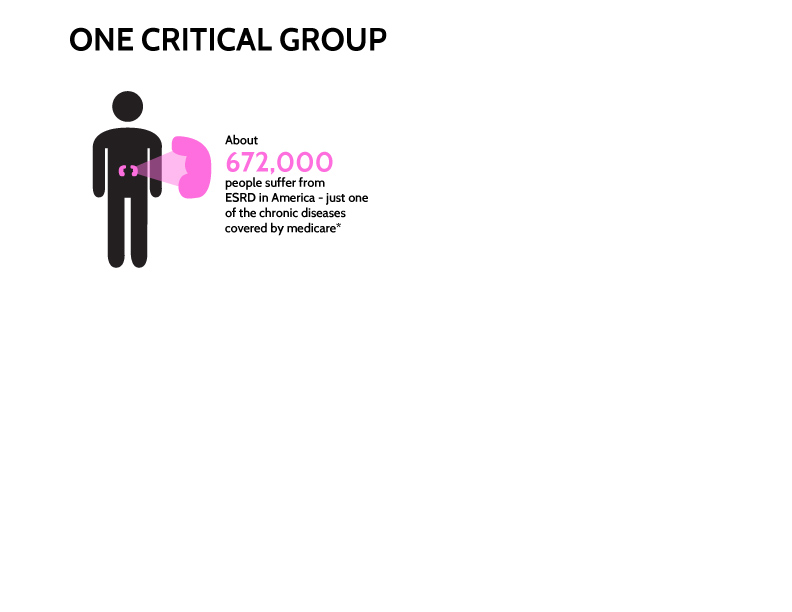 ONE CRITICAL GROUP
About
672,000
people suffer from
ESRD in America - just one
of the chronic diseases
covered by medicare*